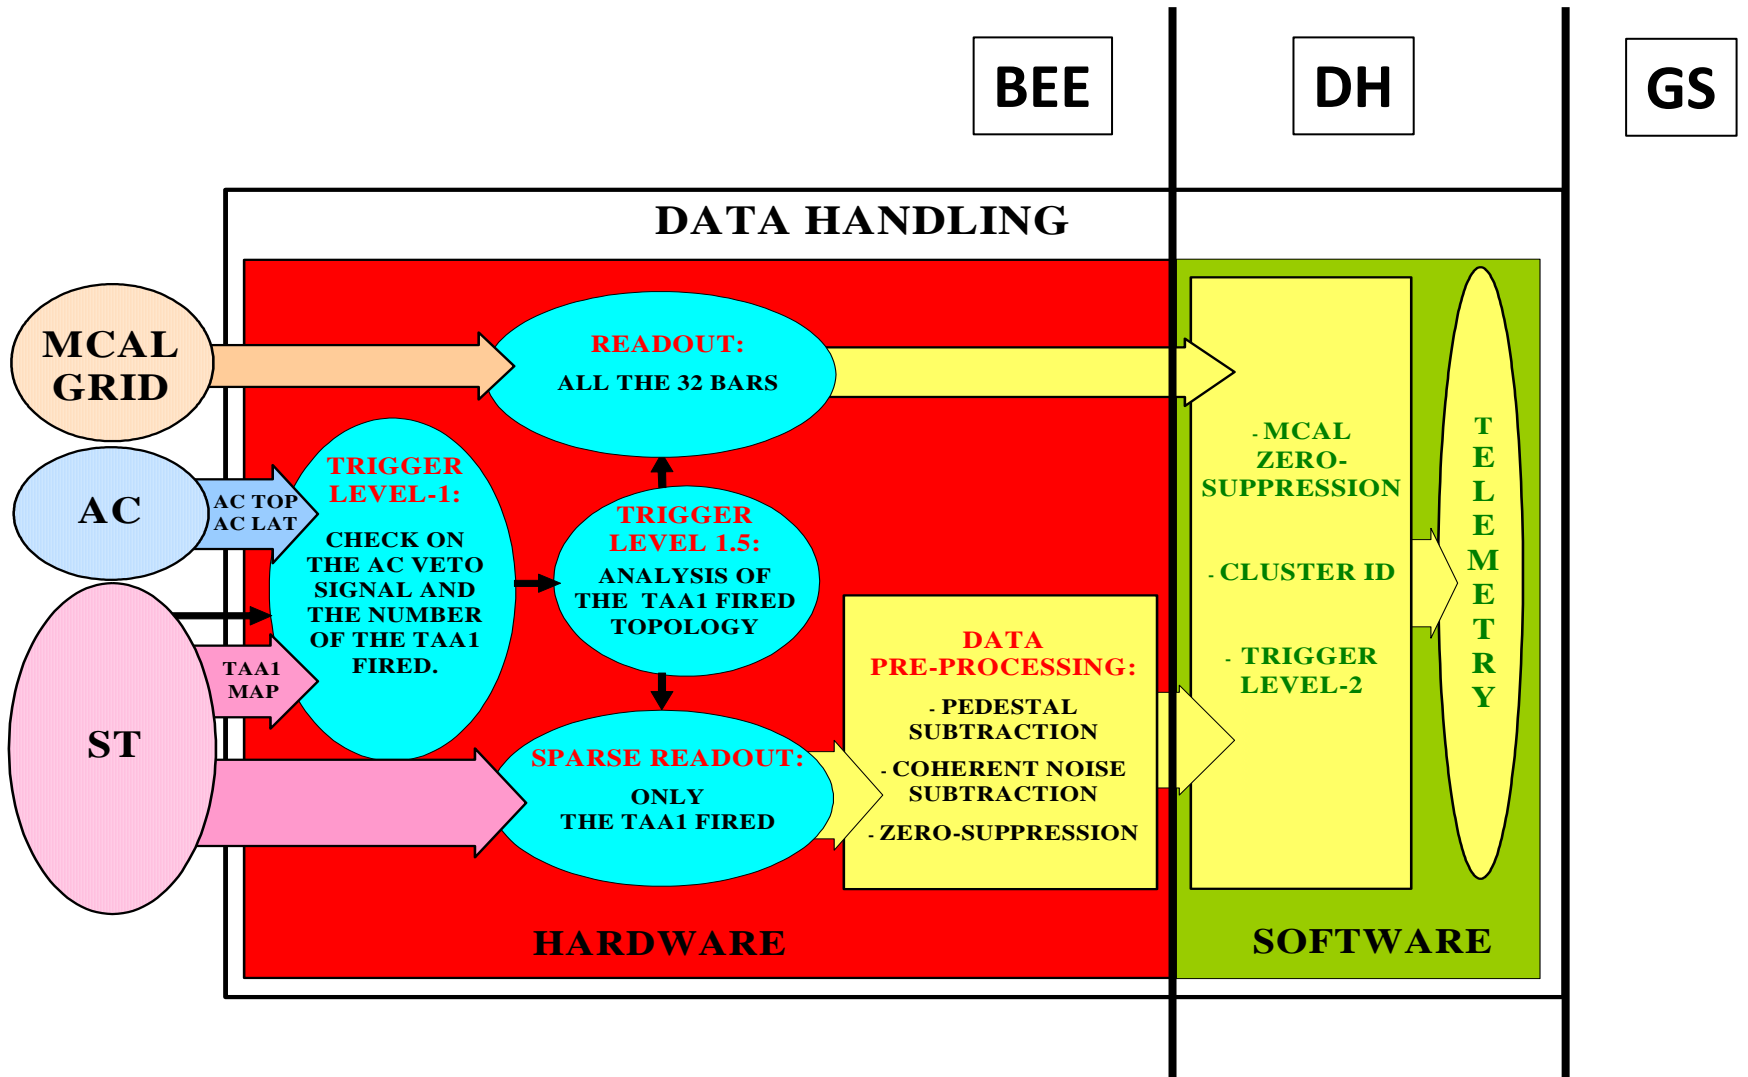 BEE
DH
GS
DATA HANDLING
MCAL
GRID
READOUT:
ALL THE 32 BARS
AC
AC TOP
AC LAT
TRIGGER
LEVEL-1:
CHECK ON
THE AC VETO
SIGNAL AND
THE NUMBER
OF THE TAA1
FIRED.
TRIGGER
LEVEL 1.5:
ANALYSIS OF
THE TAA1 FIRED
TOPOLOGY
ST
TAA1
MAP
SPARSE READOUT:
ONLY
THE TAA1 FIRED
DATA
PRE-PROCESSING:
- PEDESTAL
SUBTRACTION
- COHERENT NOISE
SUBTRACTION
- ZERO-SUPPRESSION
- MCAL
ZERO-
SUPPRESSION
- CLUSTER ID
- TRIGGER
LEVEL-2
TELEMETRY
HARDWARE
SOFTWARE